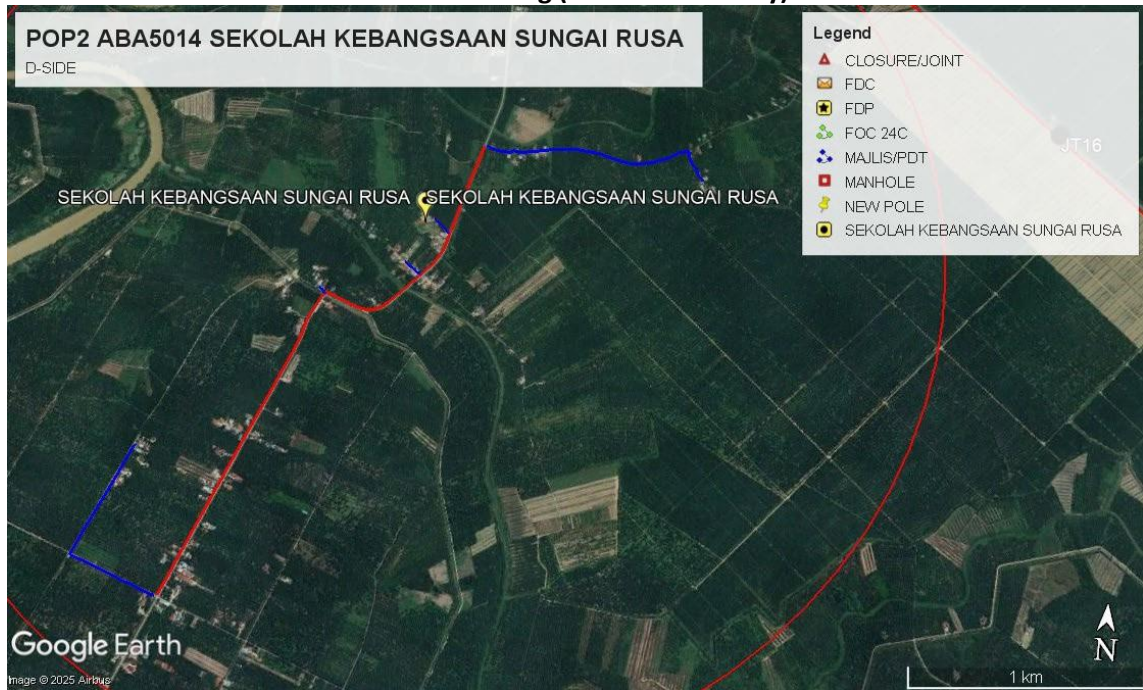 POP2 ABA5014 SEKOLAH KEBANGSAAN SUNGAI RUSA
D-SIDE
Legend
CLOSURE/JOINT
FDC
FDP
FOC 24C
MAJLIS/PDT
MANHOLE
NEW POLE
SEKOLAH KEBANGSAAN SUNGAI RUSA
JT16
SEKOLAH KEBANGSAAN SUNGAI RUSA
SEKOLAH KEBANGSAAN SUNGAI RUSA
Google Earth
Image © 2025 Airbus
N
1 km